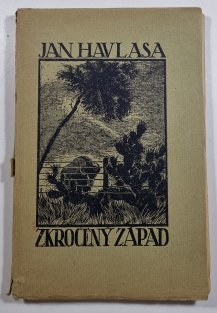 JAN HAVLASA
ZKROCENÝ ZÁPAD